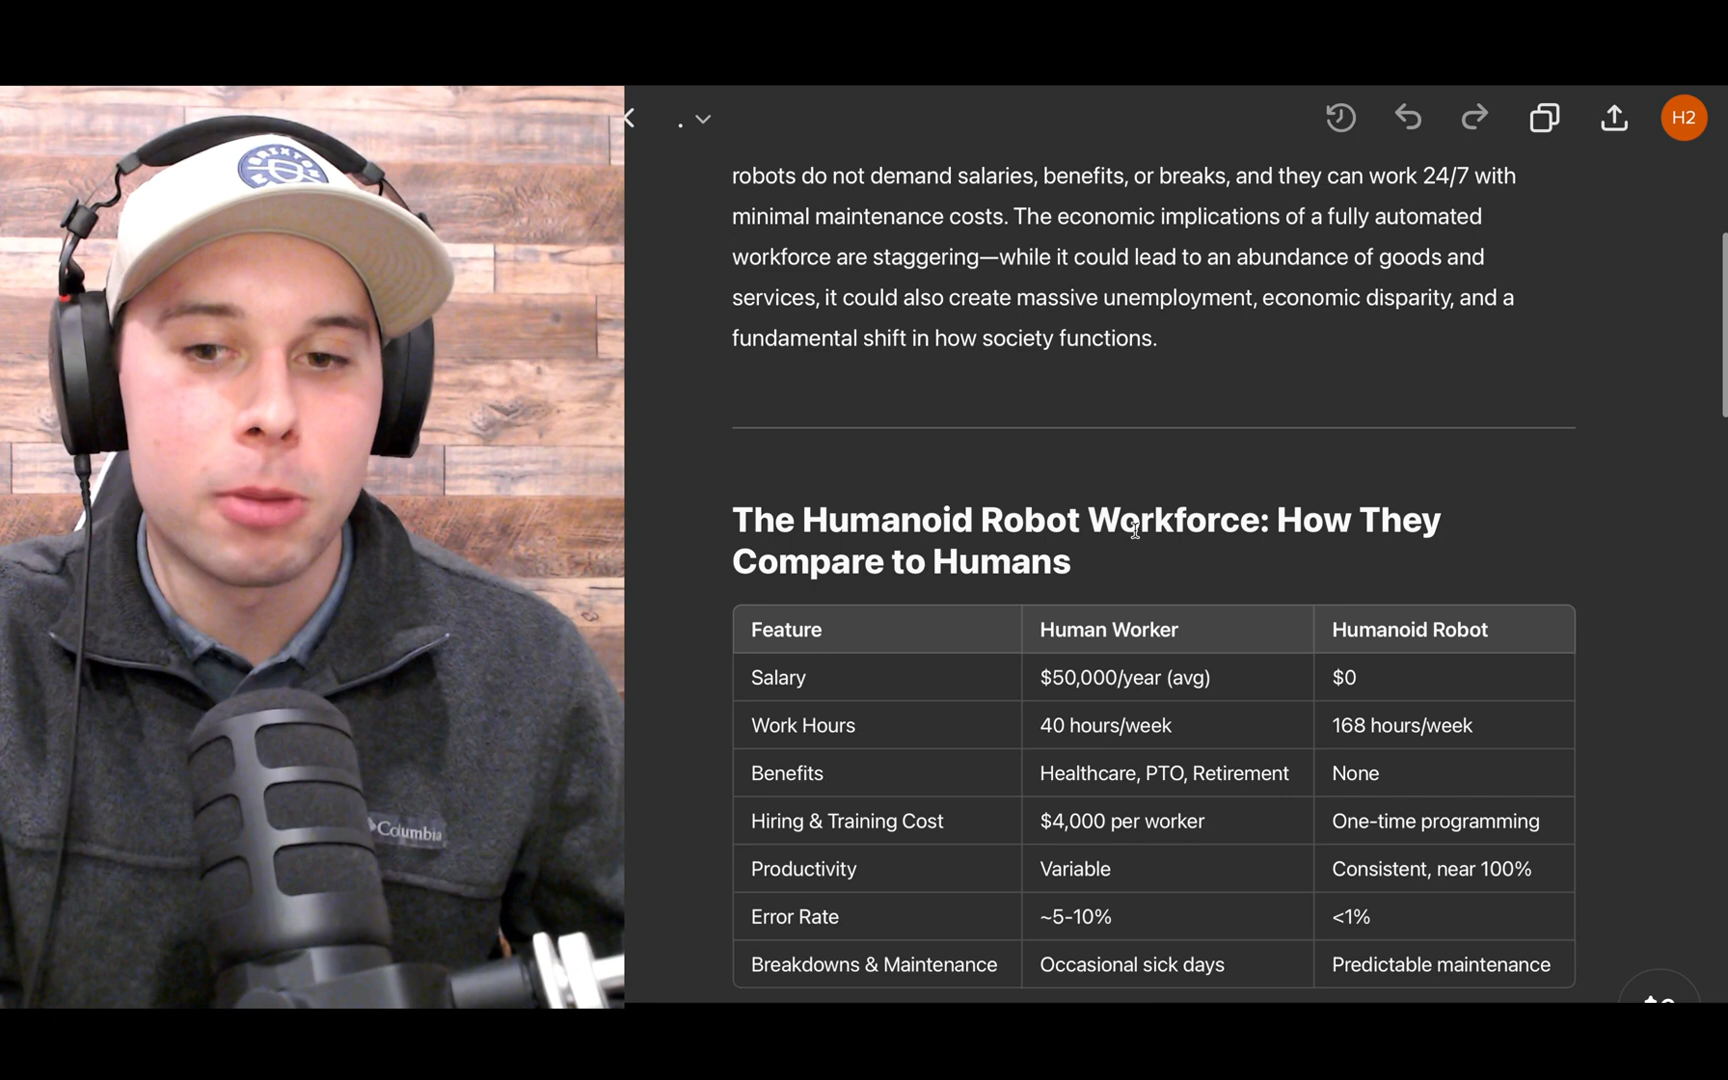 BRIXTON
Columbia
H2
robots do not demand salaries, benefits, or breaks, and they can work 24/7 with
minimal maintenance costs. The economic implications of a fully automated
workforce are staggering—while it could lead to an abundance of goods and
services, it could also create massive unemployment, economic disparity, and a
fundamental shift in how society functions.
The Humanoid Robot Workforce: How They
Compare to Humans
Feature Human Worker Humanoid Robot
Salary $50,000/year (avg) $0
Work Hours 40 hours/week 168 hours/week
Benefits Healthcare, PTO, Retirement None
Hiring & Training Cost $4,000 per worker One-time programming
Productivity Variable Consistent, near 100%
Error Rate ~5-10% <1%
Breakdowns & Maintenance Occasional sick days Predictable maintenance